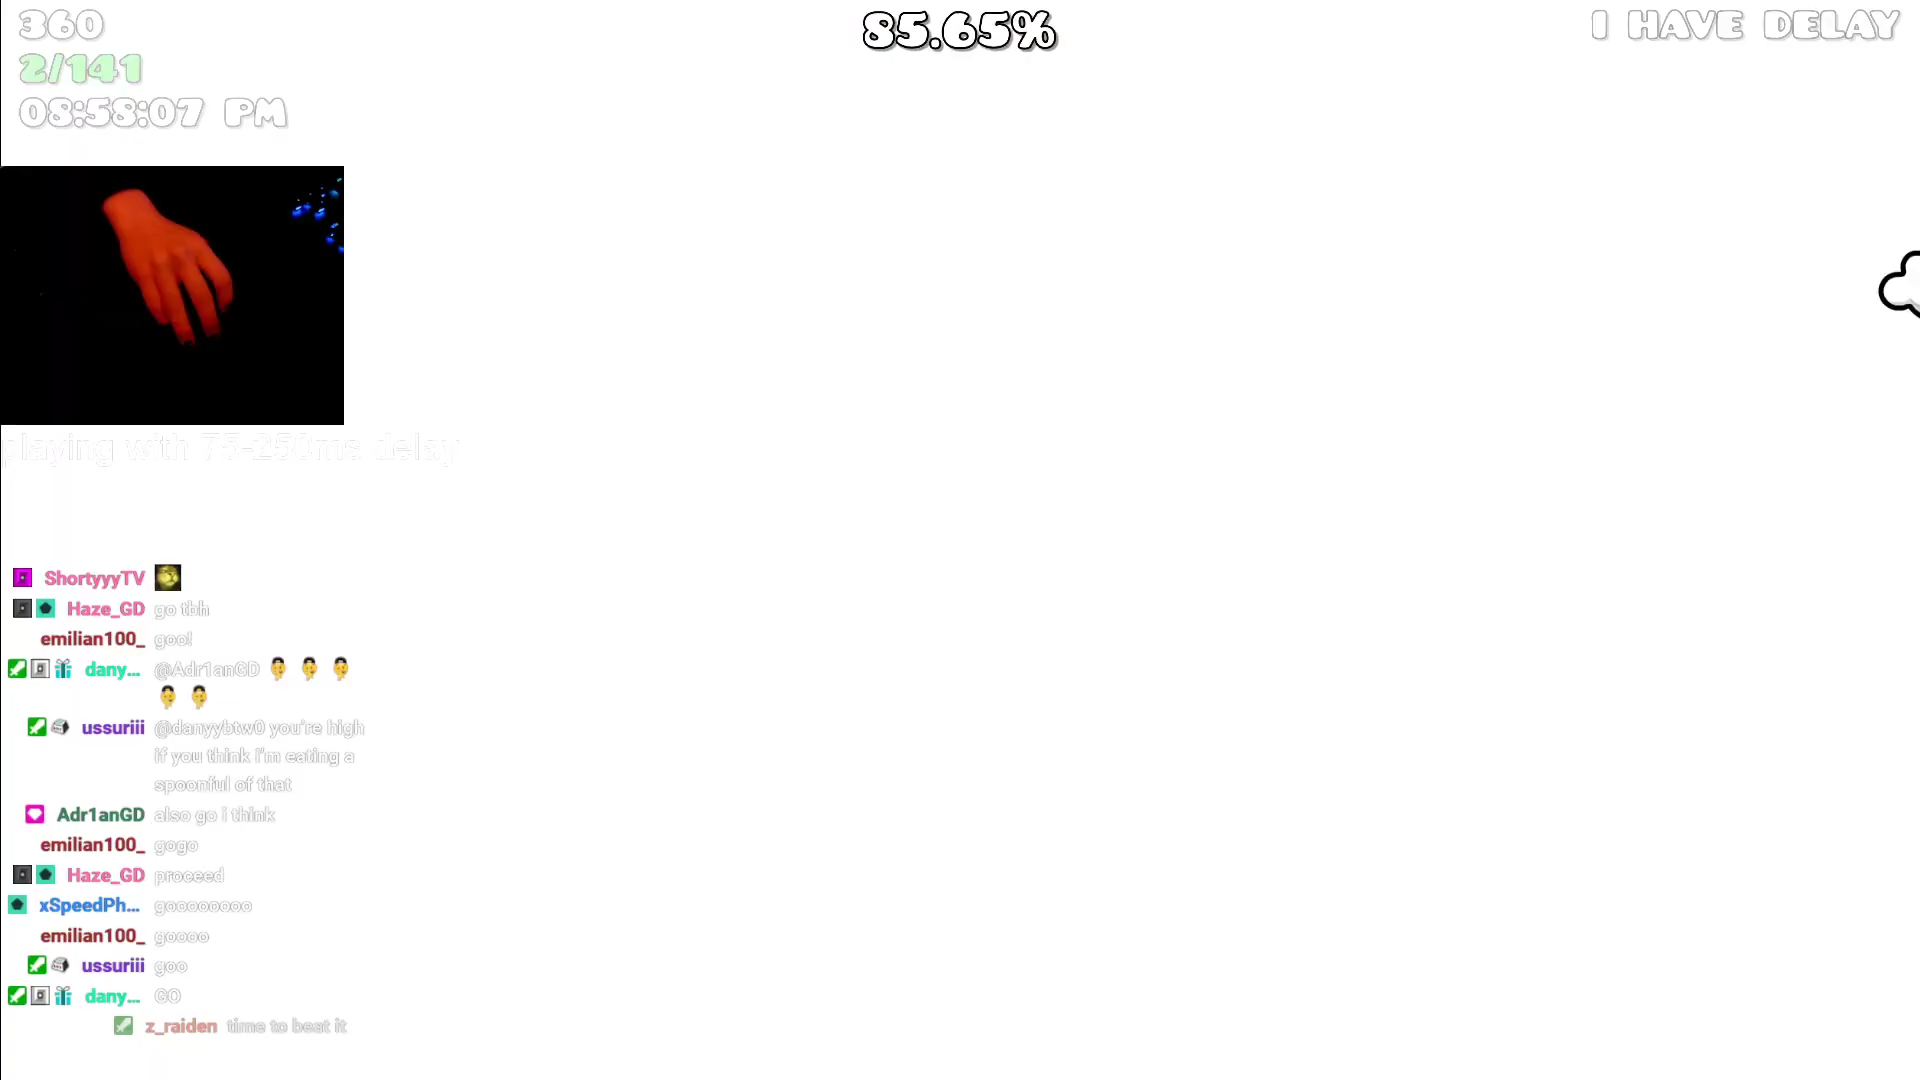 360
85.65%
I HAVE DELAY
2/141
08:58:07 PM
playing with 75-250ms delay
ShortyyyTV
Haze_GD go tbh
emilian100_ goo!
dany... @Adr1anGD
ussuriii @danyybtw0 you're high
if you think i'm eating a
spoonful of that
Adr1anGD also go i think
emilian100_ gogo
Haze_GD proceed
xSpeedPh... goooooooo
emilian100_ goooo
ussuriii goo
dany... GO
z_raiden time to beat it